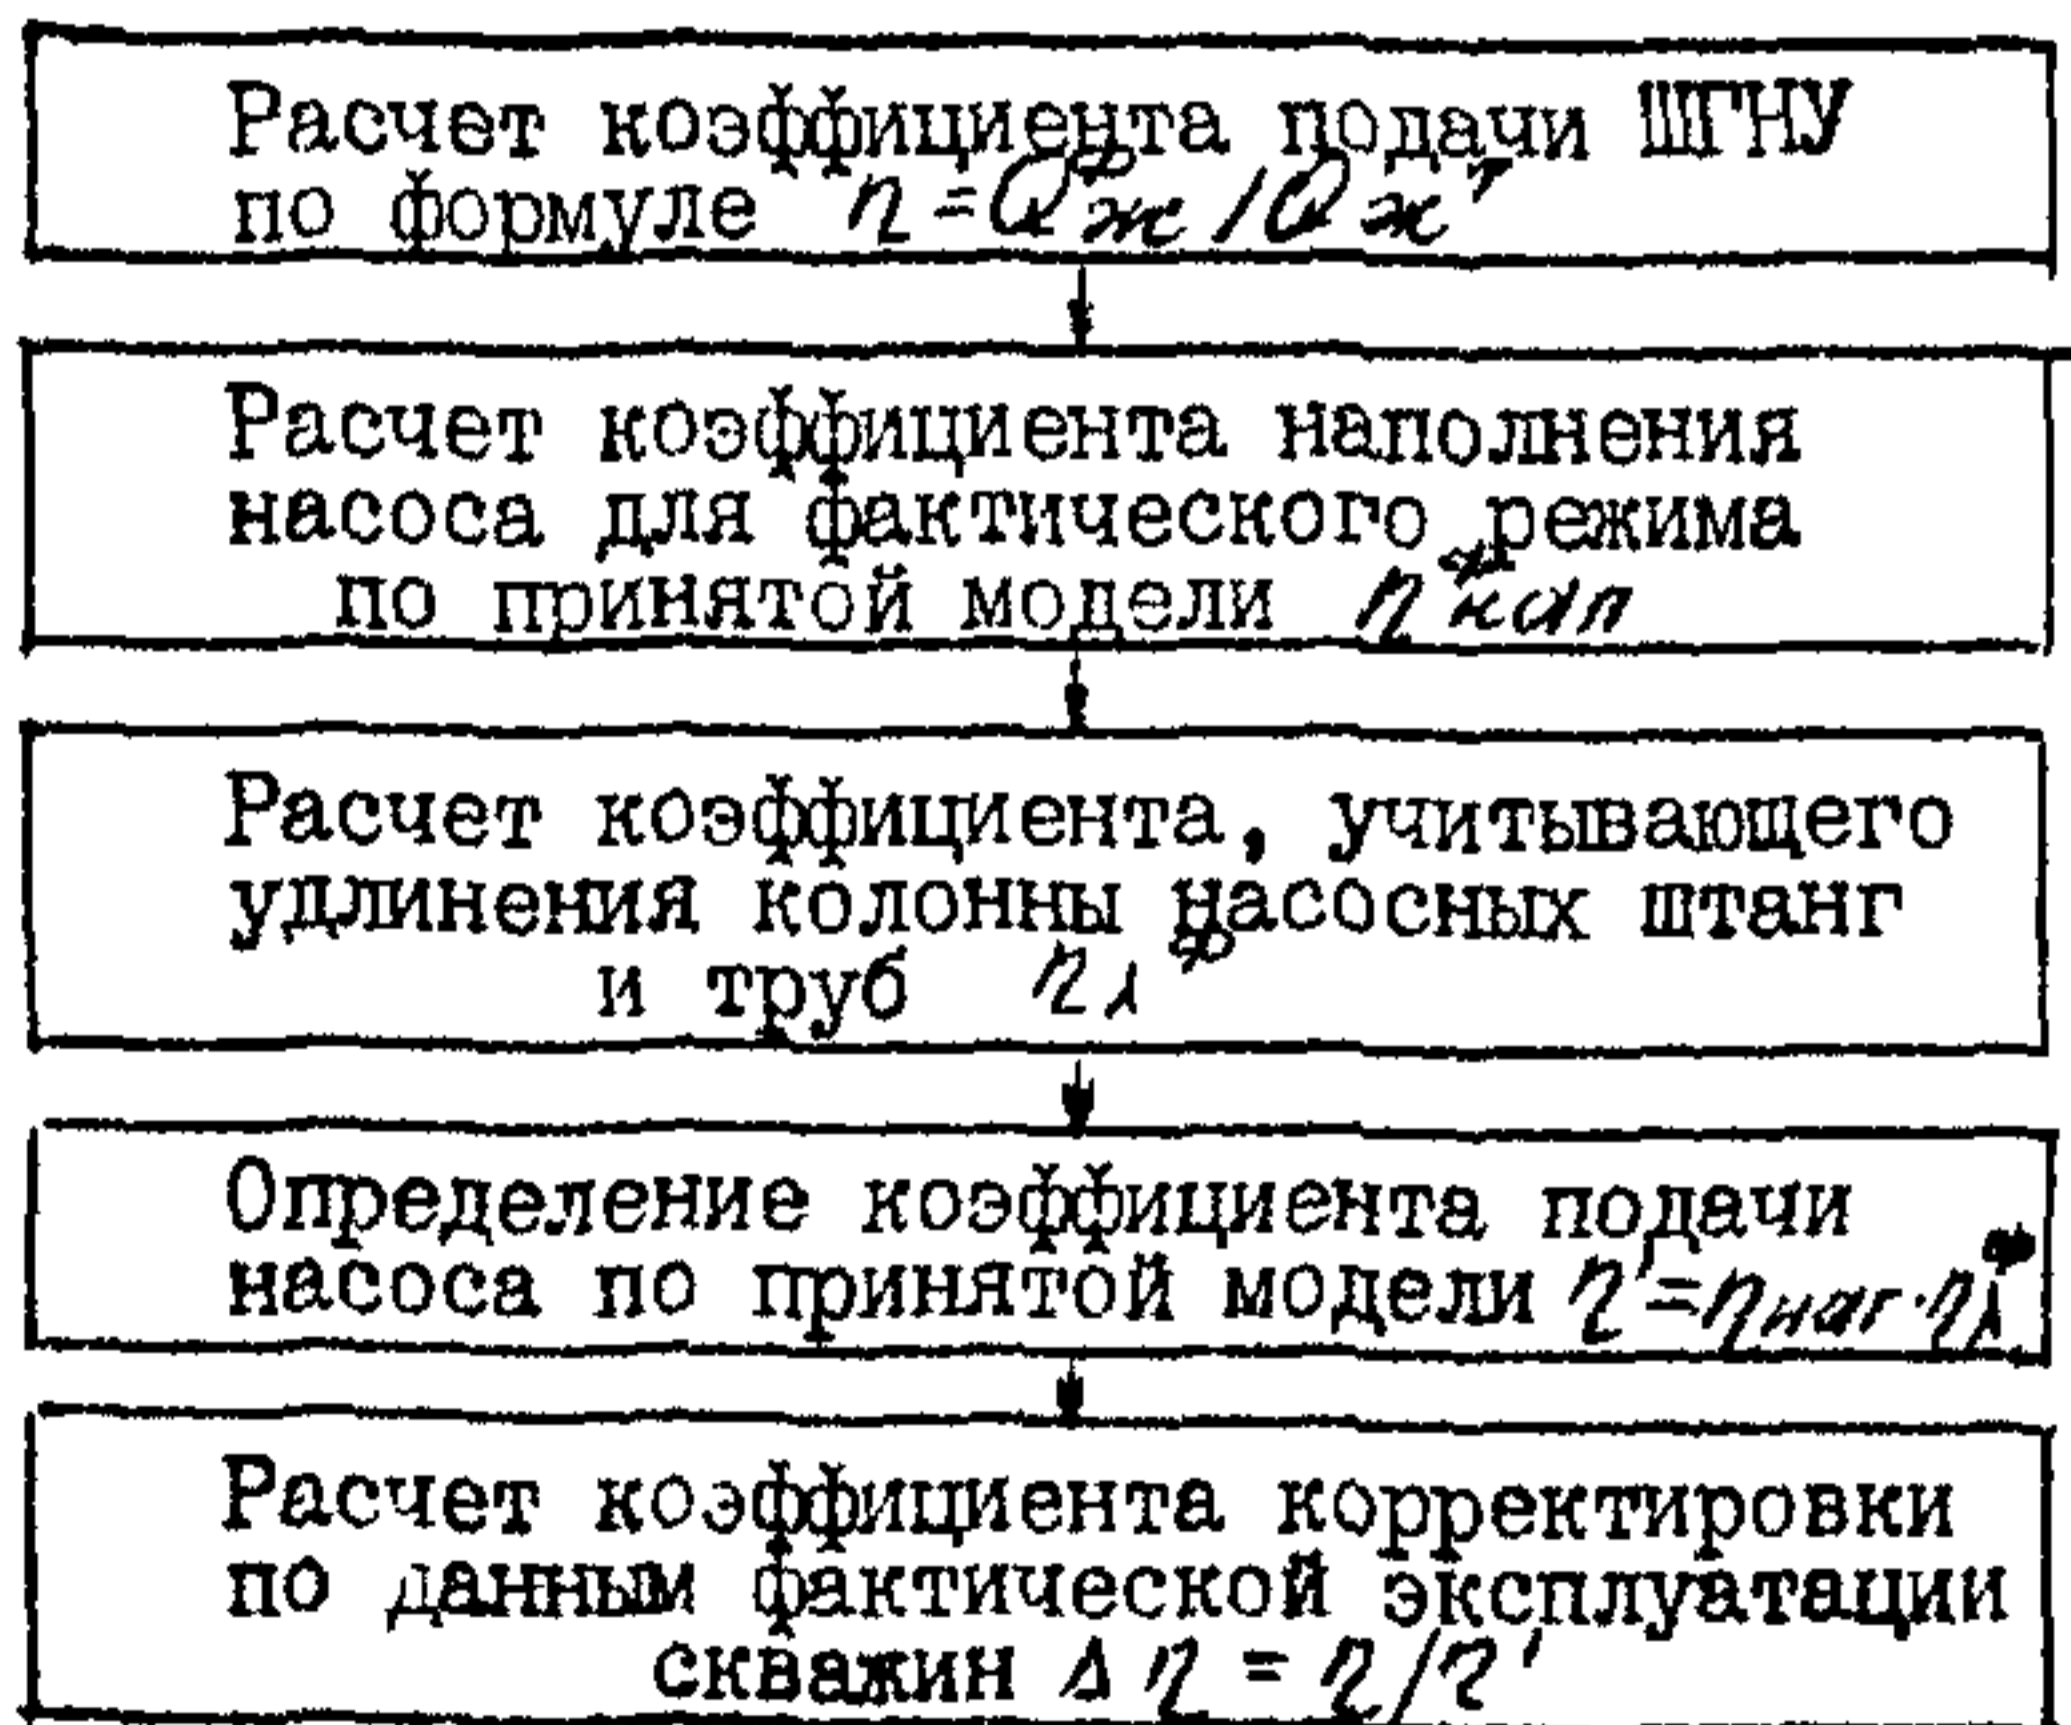 Расчет коэффициента подачи ШГНУ
по формуле η = Qж^ф / Qж^т
Расчет коэффициента наполнения
насоса для фактического режима
по принятой модели η^ф нап
Расчет коэффициента, учитывающего
удлинения колонны насосных штанг
и труб ηλ^ф
Определение коэффициента подачи
насоса по принятой модели η' = ηнап · ηλ^ф
Расчет коэффициента корректировки
по данным фактической эксплуатации
скважин Δη = η/η'